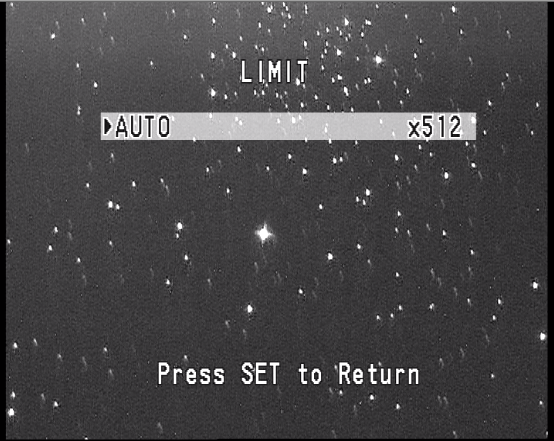 LIMIT
▶AUTO x512
Press SET to Return